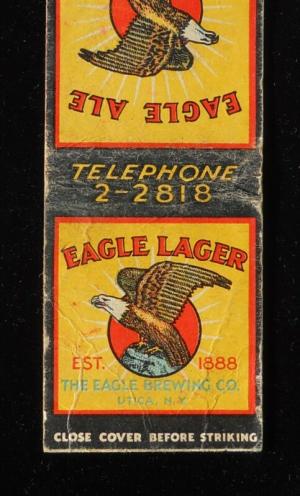 EAGLE ALE
TELEPHONE
2-2818
EAGLE LAGER
EST. 1888
THE EAGLE BREWING CO.
UTICA, N.Y.
CLOSE COVER BEFORE STRIKING